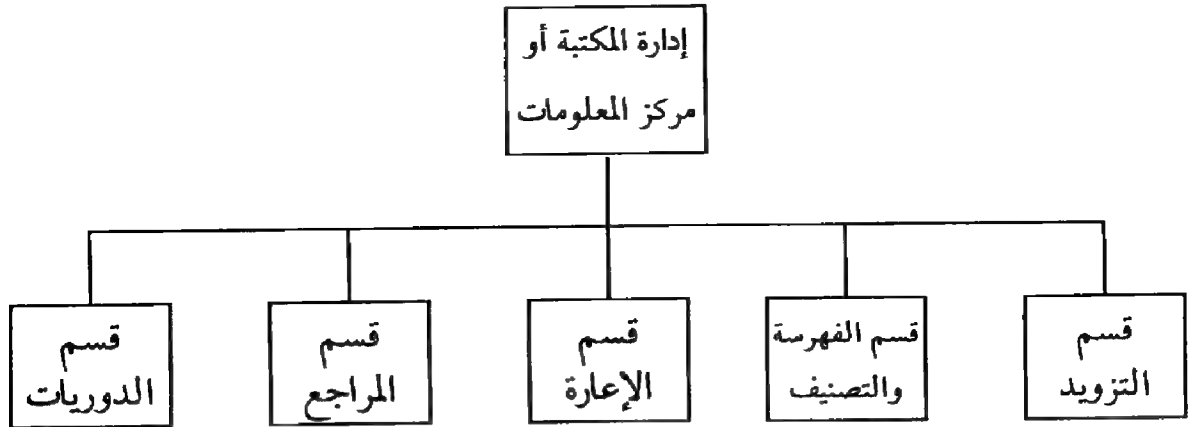 إدارة المكتبة أو
مركز المعلومات
قسم
التزويد
قسم الفهرسة
والتصنيف
قسم
الإعارة
قسم
المراجع
قسم
الدوريات